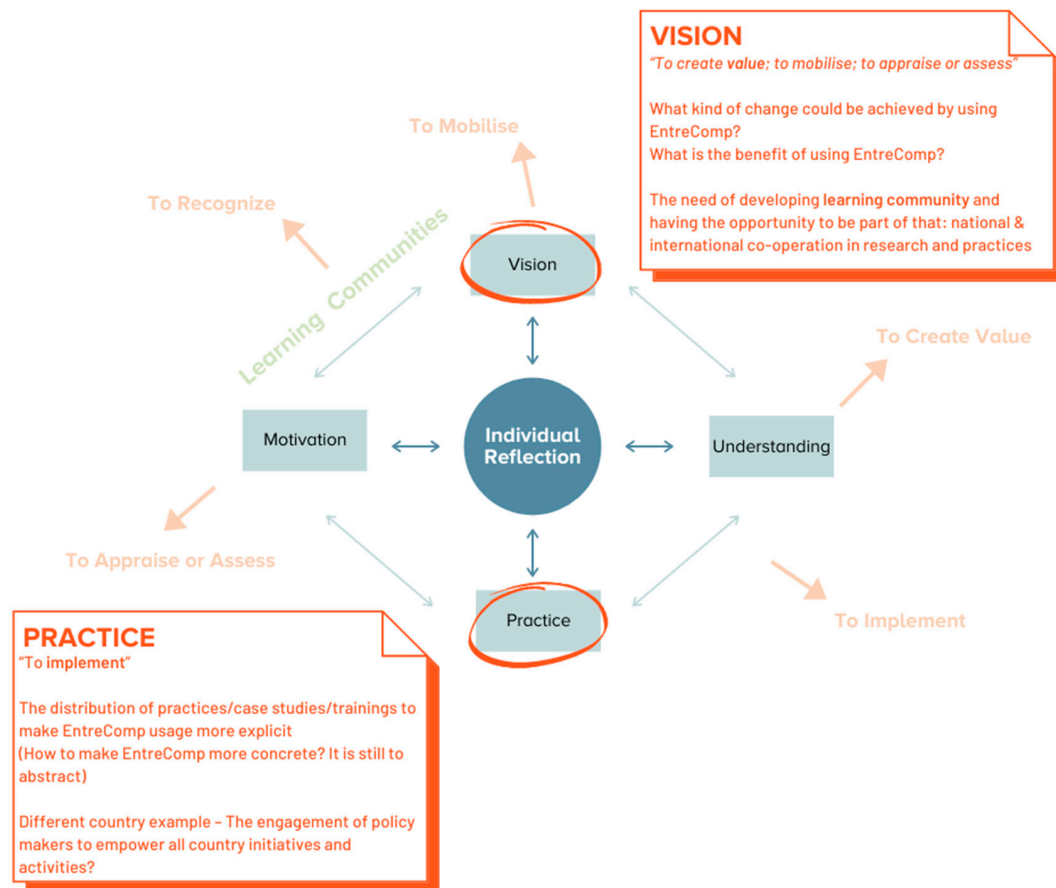 VISION
"To create value; to mobilise; to appraise or assess"
What kind of change could be achieved by using
EntreComp?
What is the benefit of using EntreComp?
The need of developing learning community and
having the opportunity to be part of that: national &
international co-operation in research and practices
To Mobilise
To Recognize
Learning Communities
Vision
To Create Value
Motivation
Individual
Reflection
Understanding
To Appraise or Assess
Practice
To Implement
PRACTICE
"To implement"
The distribution of practices/case studies/trainings to
make EntreComp usage more explicit
(How to make EntreComp more concrete? It is still to
abstract)
Different country example – The engagement of policy
makers to empower all country initiatives and
activities?